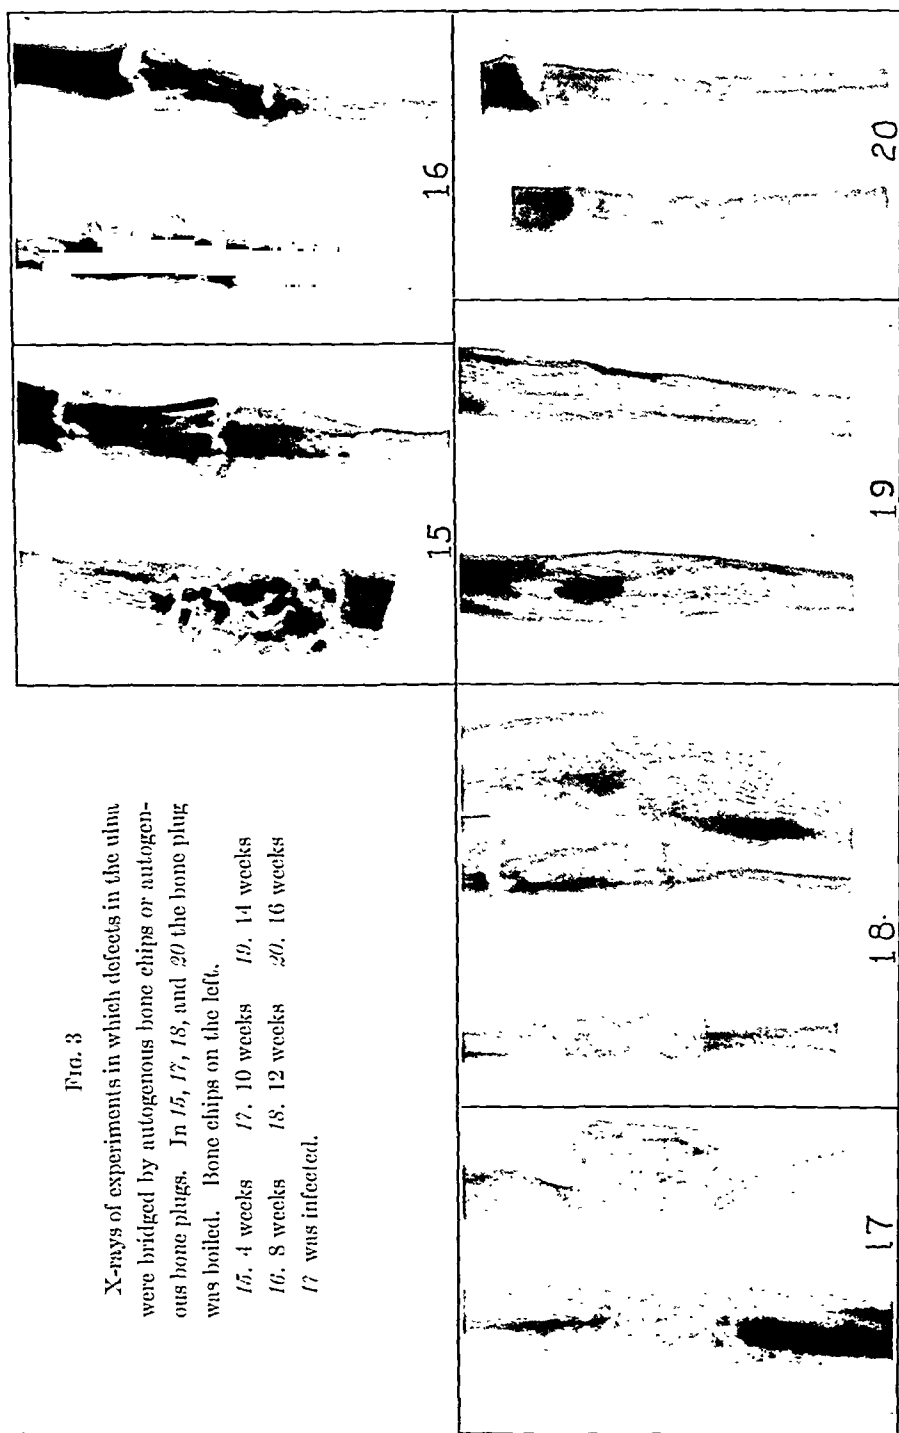 FIG. 3
X-rays of experiments in which defects in the ulna
were bridged by autogenous bone chips or autogen-
ous bone plugs. In 15, 17, 18, and 20 the bone plug
was boiled. Bone chips on the left.
15. 4 weeks 17. 10 weeks 19. 14 weeks
16. 8 weeks 18. 12 weeks 20. 16 weeks
17 was infected.
15
16
17
18.
19
20